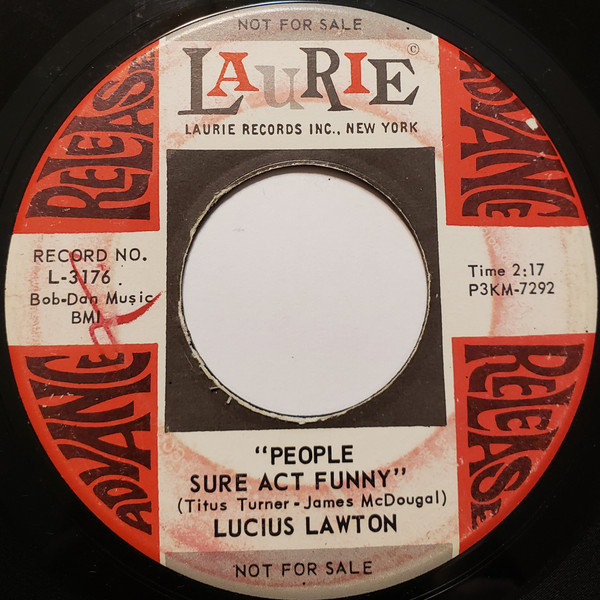 NOT FOR SALE
LAURIE ©
LAURIE RECORDS INC., NEW YORK
ADVANCE
RELEASE
RECORD NO.
L-3176
Bob-Dan Music
BMI
Time 2:17
P3KM-7292
ADVANCE
RELEASE
"PEOPLE
SURE ACT FUNNY"
(Titus Turner - James McDougal)
LUCIUS LAWTON
NOT FOR SALE